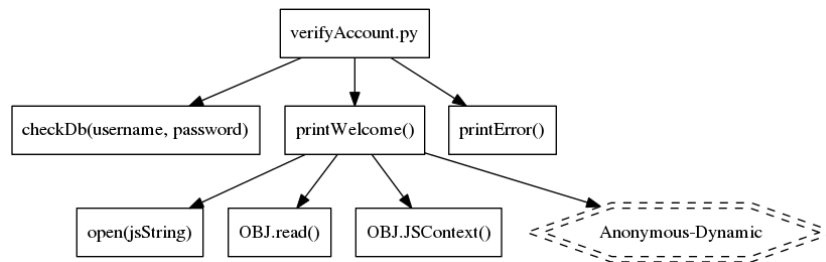 verifyAccount.py
checkDb(username, password)
printWelcome()
printError()
open(jsString)
OBJ.read()
OBJ.JSContext()
Anonymous-Dynamic